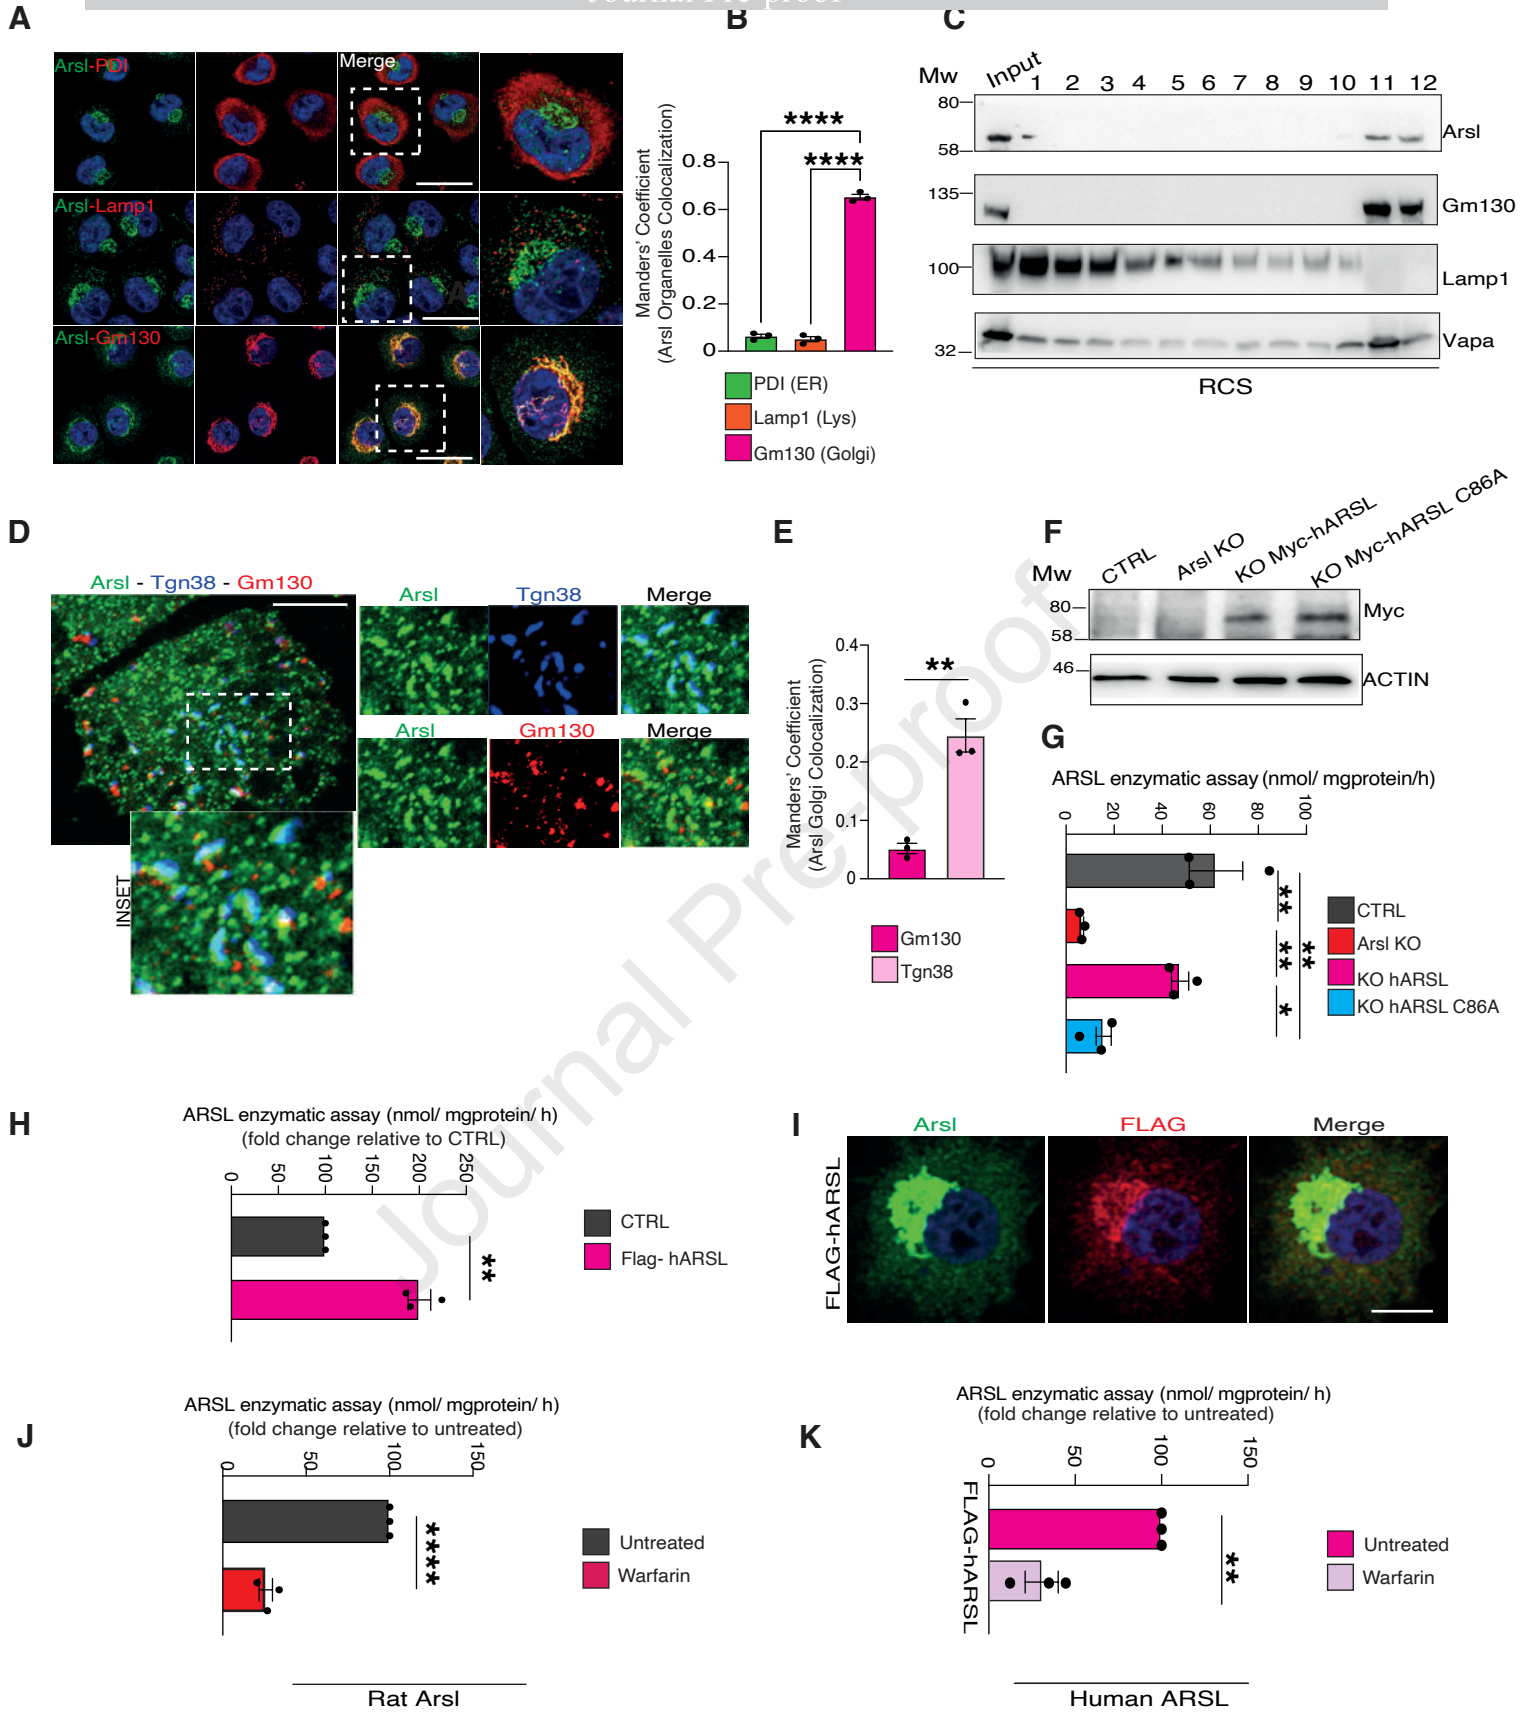 Journal Pre-proof
A
Arsl-PDI
Merge
Arsl-Lamp1
A
Arsl-Gm130
B
Manders' Coefficient
(Arsl Organelles Colocalization)
0.8
0.6
0.4
0.2
0
****
****
PDI (ER)
Lamp1 (Lys)
Gm130 (Golgi)
C
Mw
Input 1 2 3 4 5 6 7 8 9 10 11 12
80
58
Arsl
135
Gm130
100
Lamp1
32
Vapa
RCS
D
Arsl - Tgn38 - Gm130
Arsl
Tgn38
Merge
Arsl
Gm130
Merge
INSET
E
Manders' Coefficient
(Arsl Golgi Colocalization)
0.4
0.3
0.2
0.1
0
**
Gm130
Tgn38
F
Mw
CTRL
Arsl KO
KO Myc-hARSL
KO Myc-hARSL C86A
80
58
Myc
46
ACTIN
G
ARSL enzymatic assay (nmol/ mgprotein/h)
0 20 40 60 80 100
**
**
**
*
CTRL
Arsl KO
KO hARSL
KO hARSL C86A
H
ARSL enzymatic assay (nmol/ mgprotein/ h)
(fold change relative to CTRL)
0 50 100 150 200 250
**
CTRL
Flag- hARSL
I
Arsl
FLAG
Merge
FLAG-hARSL
J
ARSL enzymatic assay (nmol/ mgprotein/ h)
(fold change relative to untreated)
0 50 100 150
****
Untreated
Warfarin
Rat Arsl
K
ARSL enzymatic assay (nmol/ mgprotein/ h)
(fold change relative to untreated)
0 50 100 150
FLAG-hARSL
**
Untreated
Warfarin
Human ARSL
Journal Pre-proof